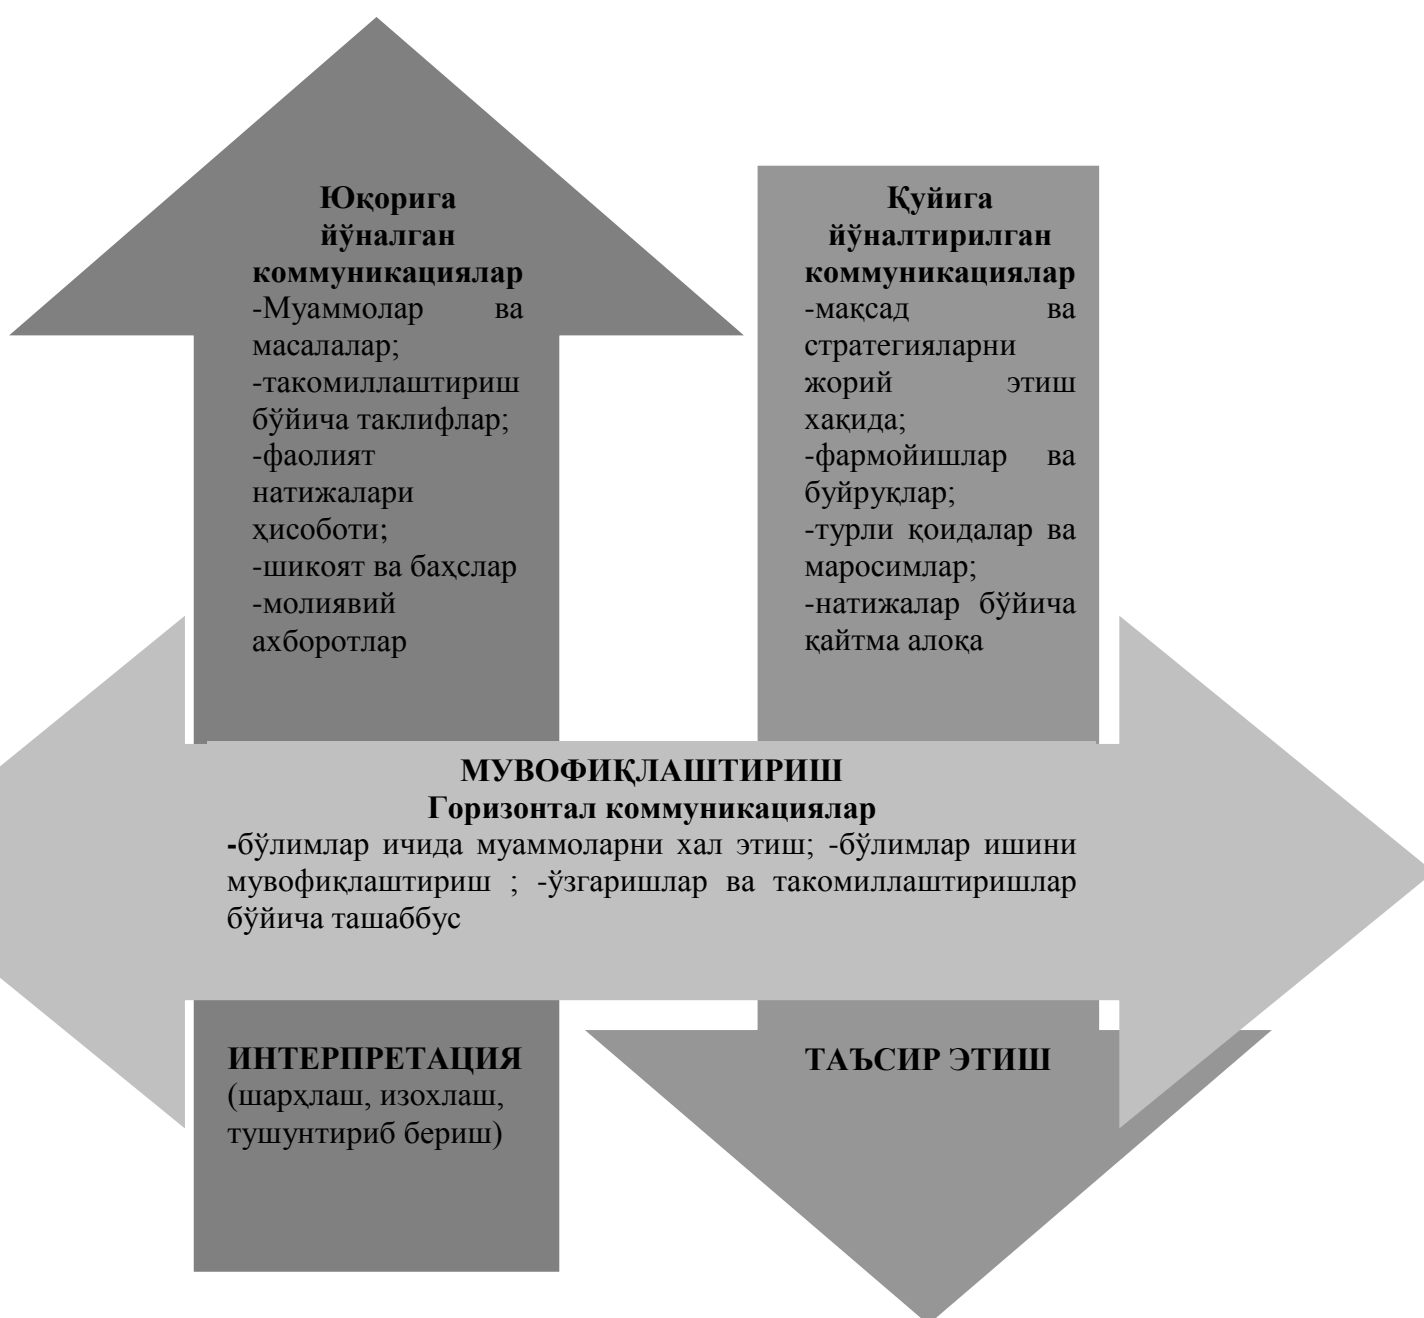 Юқорига
йўналган
коммуникациялар
-Муаммолар ва
масалалар;
-такомиллаштириш
бўйича таклифлар;
-фаолият
натижалари
ҳисоботи;
-шикоят ва баҳслар
-молиявий
ахборотлар
Қуйига
йўналтирилган
коммуникациялар
-мақсад ва
стратегияларни
жорий этиш
хақида;
-фармойишлар ва
буйруқлар;
-турли қоидалар ва
маросимлар;
-натижалар бўйича
қайтма алоқа
МУВОФИҚЛАШТИРИШ
Горизонтал коммуникациялар
-бўлимлар ичида муаммоларни хал этиш; -бўлимлар ишини
мувофиқлаштириш ; -ўзгаришлар ва такомиллаштиришлар
бўйича ташаббус
ИНТЕРПРЕТАЦИЯ
(шарҳлаш, изохлаш,
тушунтириб бериш)
ТАЪСИР ЭТИШ